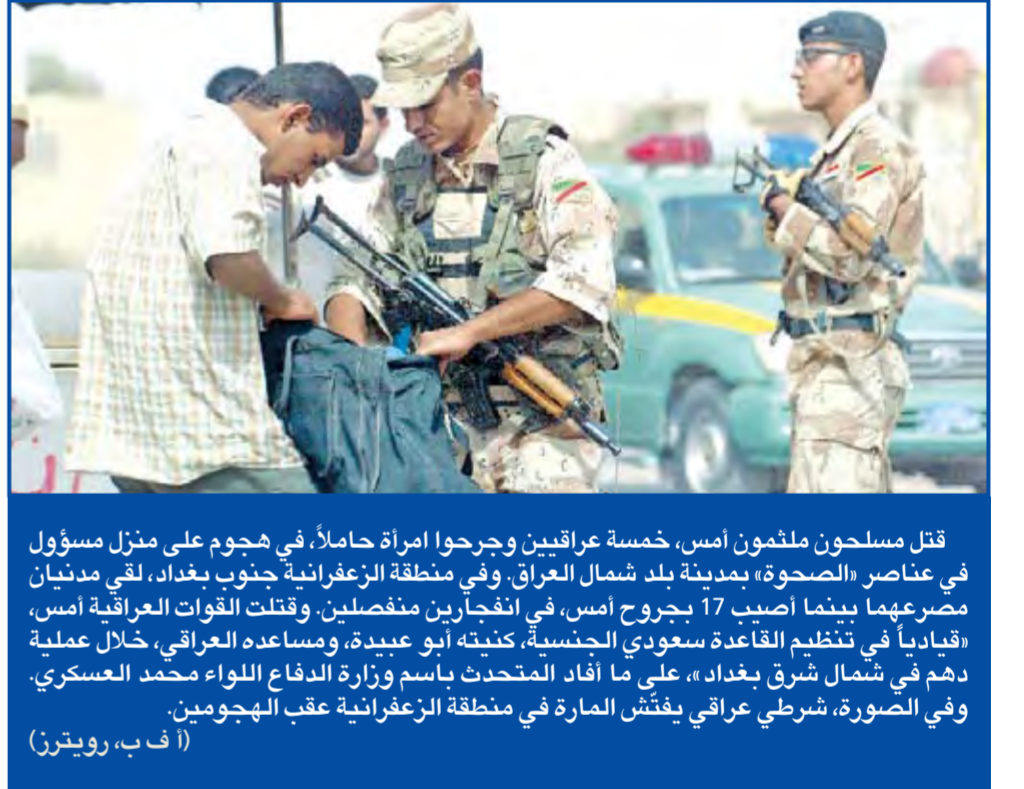 قتل مسلحون ملثمون أمس، خمسة عراقيين وجرحوا امرأة حاملاً، في هجوم على منزل مسؤول
في عناصر «الصحوة» بمدينة بلد شمال العراق. وفي منطقة الزعفرانية جنوب بغداد، لقي مدنيان
مصرعهما بينما أصيب 17 بجروح أمس، في انفجارين منفصلين. وقتلت القوات العراقية أمس،
«قيادياً في تنظيم القاعدة سعودي الجنسية، كنيته أبو عبيدة، ومساعده العراقي، خلال عملية
دهم في شمال شرق بغداد»، على ما أفاد المتحدث باسم وزارة الدفاع اللواء محمد العسكري.
وفي الصورة، شرطي عراقي يفتّش المارة في منطقة الزعفرانية عقب الهجومين.
(أ ف ب، رويترز)